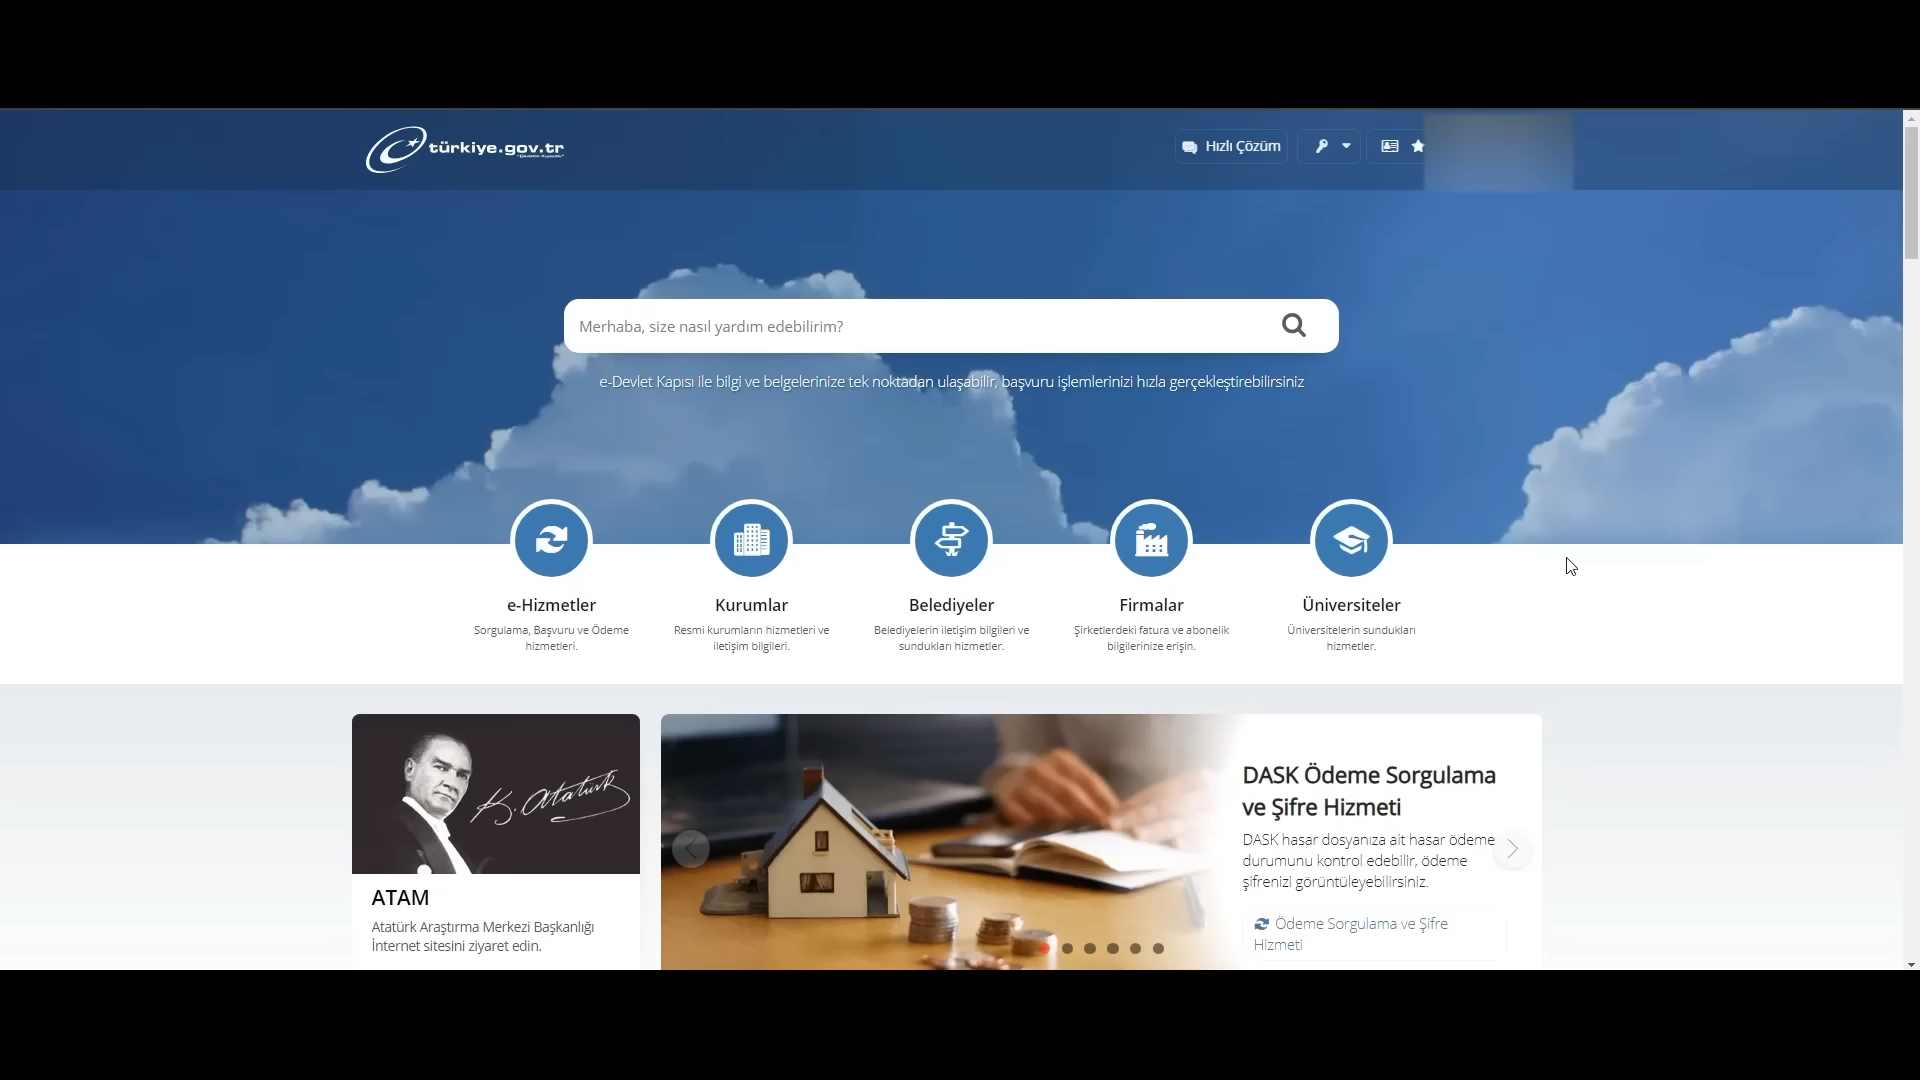 türkiye.gov.tr
Hızlı Çözüm
Merhaba, size nasıl yardım edebilirim?
e-Devlet Kapısı ile bilgi ve belgelerinize tek noktadan ulaşabilir, başvuru işlemlerinizi hızla gerçekleştirebilirsiniz
e-Hizmetler
Sorgulama, Başvuru ve Ödeme
hizmetleri.
Kurumlar
Resmi kurumların hizmetleri ve
iletişim bilgileri.
Belediyeler
Belediyelerin iletişim bilgileri ve
sundukları hizmetler.
Firmalar
Şirketlerdeki fatura ve abonelik
bilgilerinize erişin.
Üniversiteler
Üniversitelerin sundukları
hizmetler.
K. Atatürk
ATAM
Atatürk Araştırma Merkezi Başkanlığı
İnternet sitesini ziyaret edin.
DASK Ödeme Sorgulama
ve Şifre Hizmeti
DASK hasar dosyanıza ait hasar ödeme
durumunu kontrol edebilir, ödeme
şifrenizi görüntüleyebilirsiniz.
Ödeme Sorgulama ve Şifre
Hizmeti